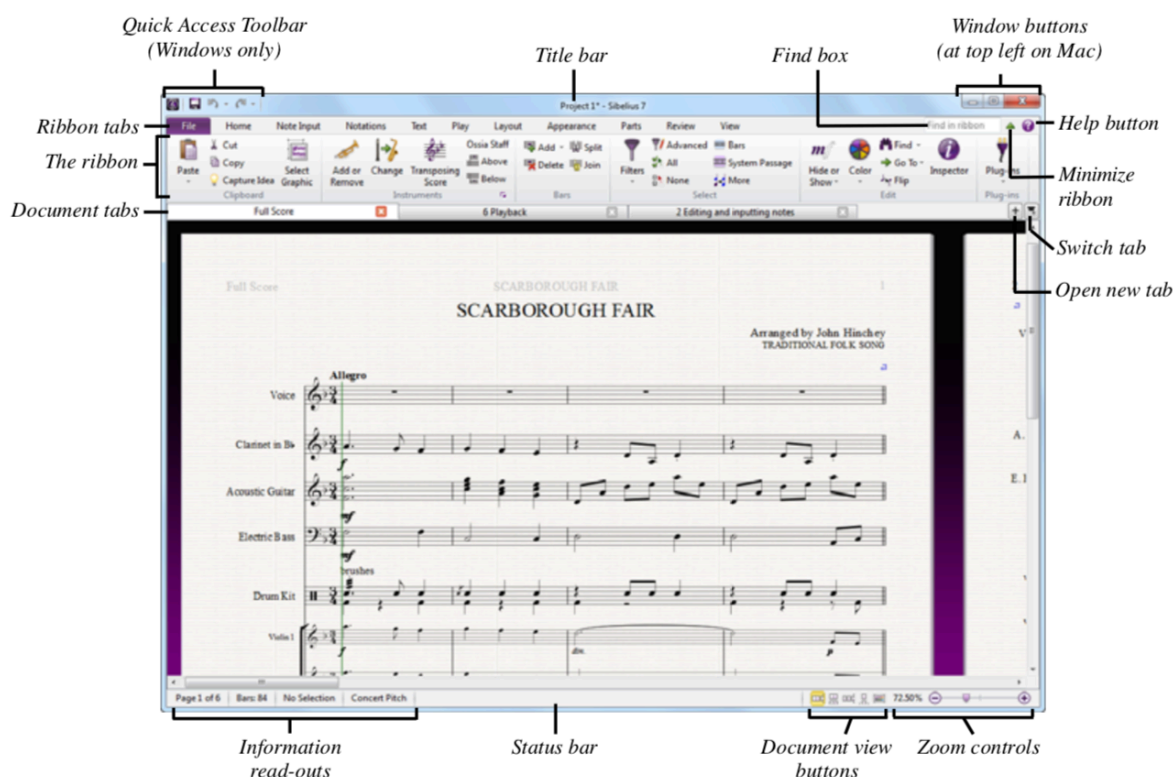 Quick Access Toolbar
(Windows only)
Title bar
Find box
Window buttons
(at top left on Mac)
Project 1* - Sibelius 7
Ribbon tabs
File Home Note Input Notations Text Play Layout Appearance Parts Review View Find in ribbon
Help button
The ribbon
Paste
Cut
Copy
Capture Idea
Select
Graphic
Clipboard
Add or
Remove
Change
Transposing
Score
Ossia Staff
Above
Below
Instruments
Add Split
Delete Join
Bars
Filters
Advanced Bars
All System Passage
None More
Select
Hide or
Show
Color
Find
Go To
Flip
Edit
Inspector
Plug-ins
Plug-ins
Minimize
ribbon
Document tabs
Full Score 6 Playback 2 Editing and inputting notes
Switch tab
Open new tab
Full Score SCARBOROUGH FAIR 1
SCARBOROUGH FAIR
Arranged by John Hinchey
TRADITIONAL FOLK SONG
Allegro
Voice
Clarinet in B♭
f
Acoustic Guitar
mf
Electric Bass
mf
brushes
Drum Kit
Violin 1
f
div.
p
V
A.
E. I
Page 1 of 6 Bars: 84 No Selection Concert Pitch 72.50%
Information
read-outs
Status bar
Document view
buttons
Zoom controls